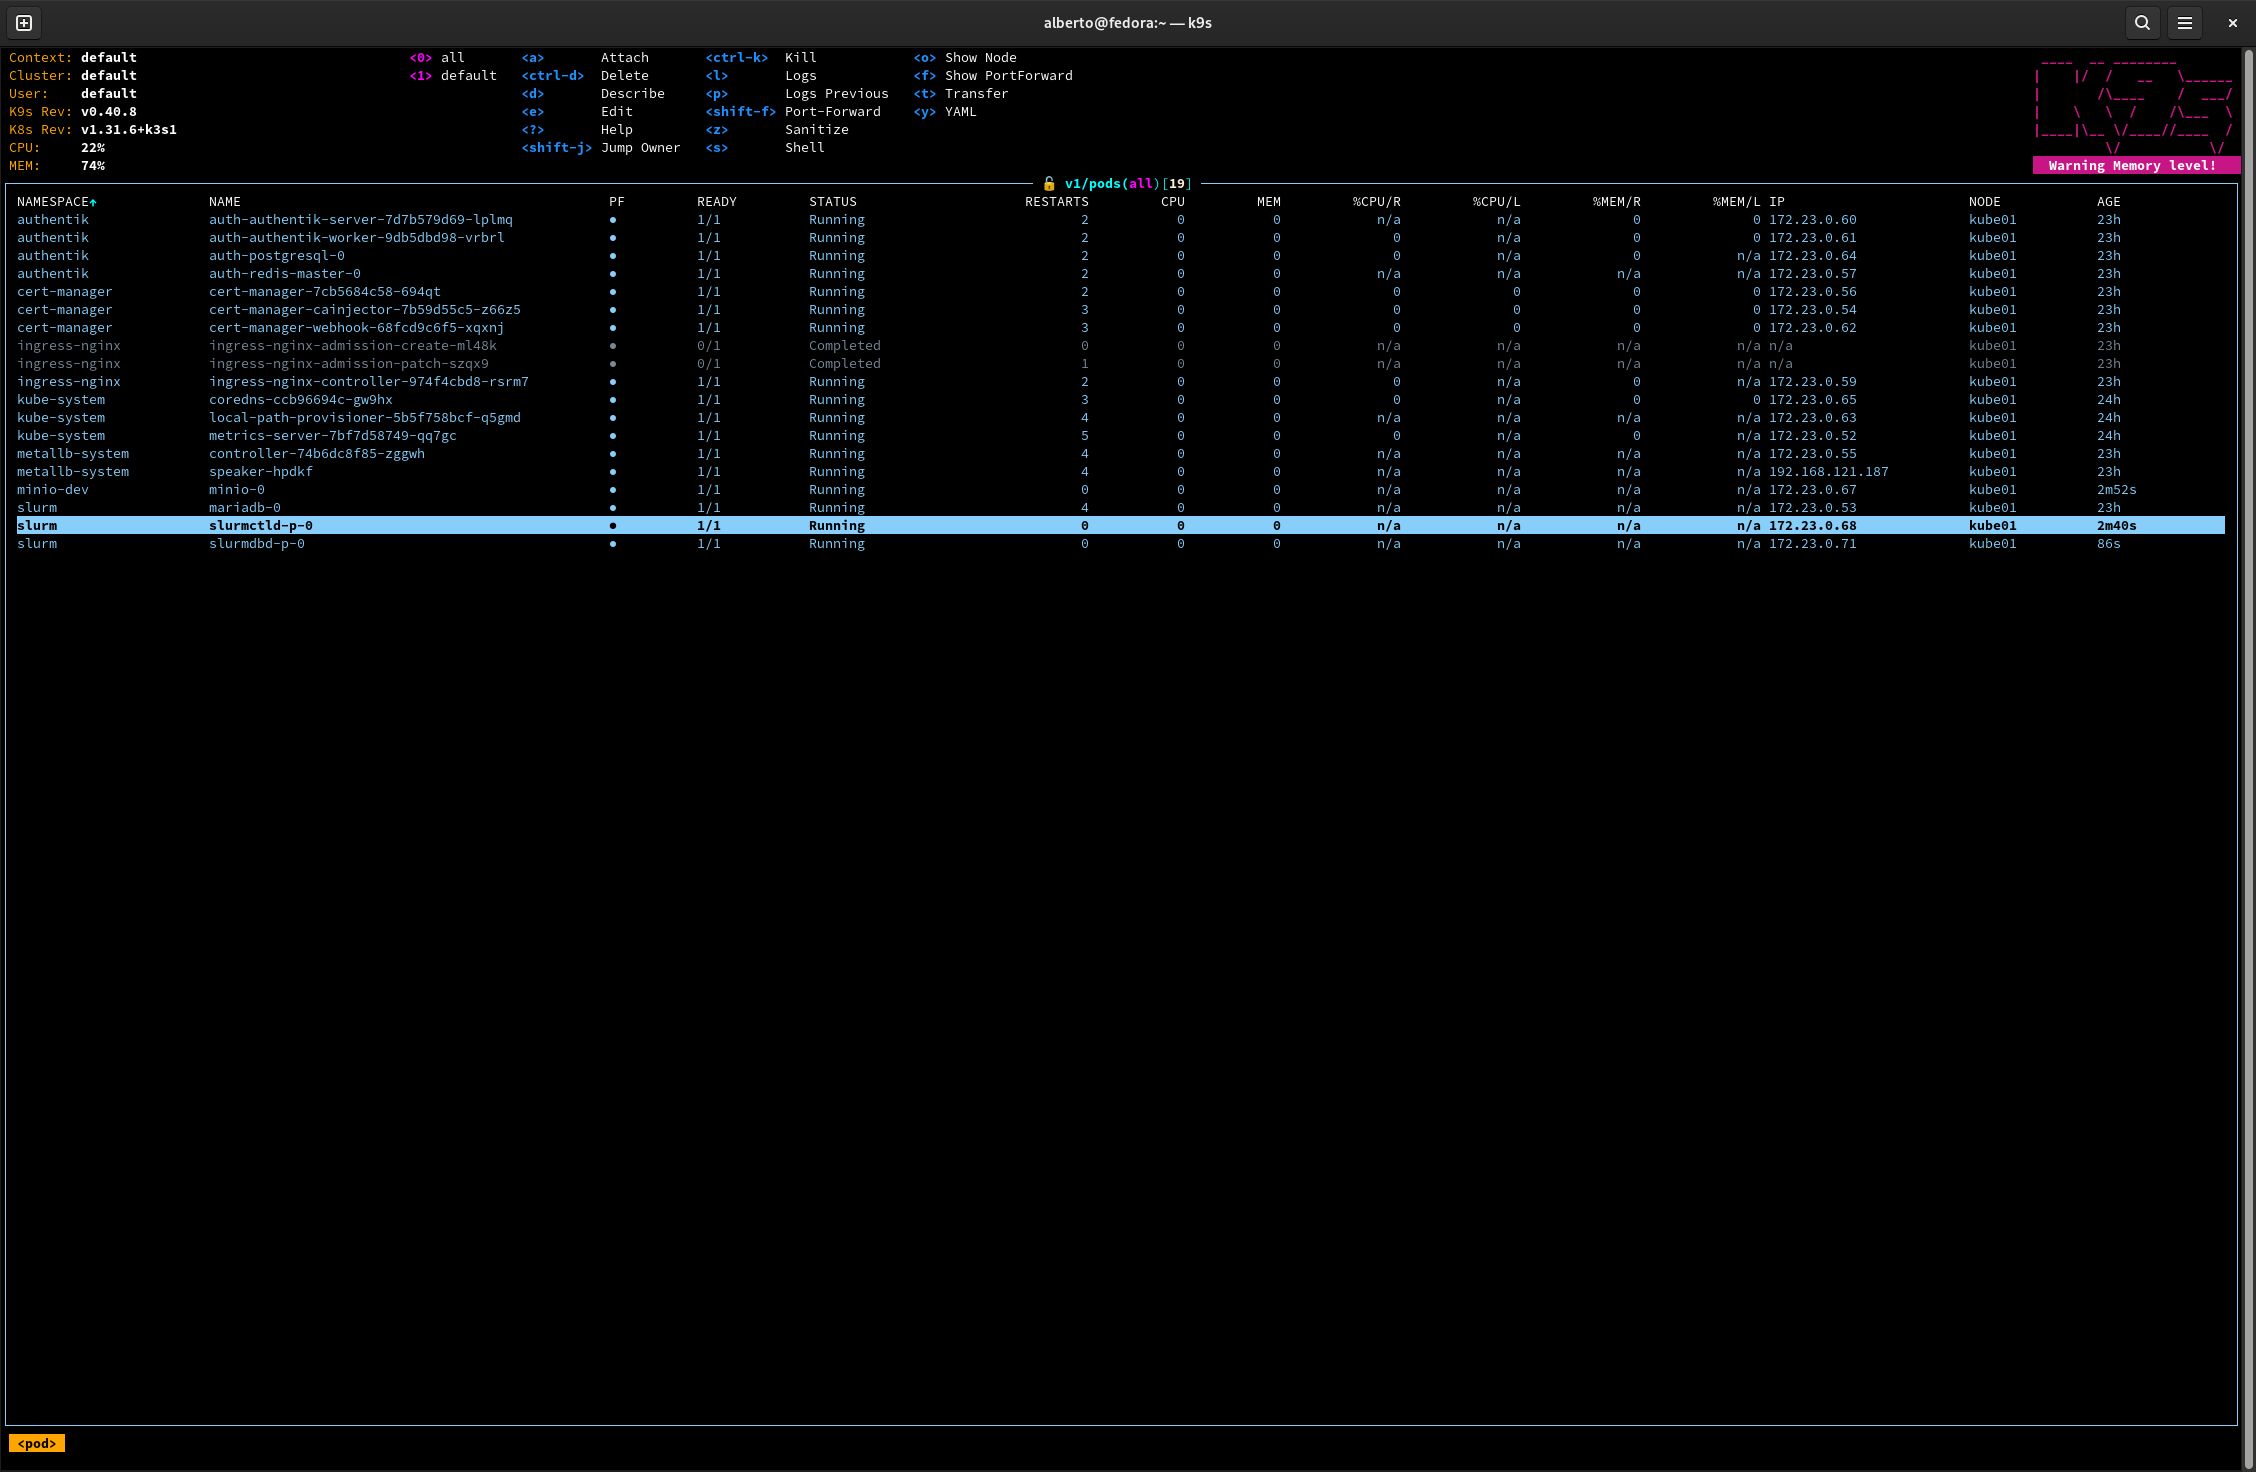 alberto@fedora:~ — k9s
Context: default <0> all <a> Attach <ctrl-k> Kill <o> Show Node
Cluster: default <1> default <ctrl-d> Delete <l> Logs <f> Show PortForward
User: default <d> Describe <p> Logs Previous <t> Transfer
K9s Rev: v0.40.8 <e> Edit <shift-f> Port-Forward <y> YAML
K8s Rev: v1.31.6+k3s1 <?> Help <z> Sanitize
CPU: 22% <shift-j> Jump Owner <s> Shell
MEM: 74%
K9s
Warning Memory level!
v1/pods(all)[19]
NAMESPACE↑ NAME PF READY STATUS RESTARTS CPU MEM %CPU/R %CPU/L %MEM/R %MEM/L IP NODE AGE
authentik auth-authentik-server-7d7b579d69-lplmq ● 1/1 Running 2 0 0 n/a n/a 0 0 172.23.0.60 kube01 23h
authentik auth-authentik-worker-9db5dbd98-vrbrl ● 1/1 Running 2 0 0 0 n/a 0 0 172.23.0.61 kube01 23h
authentik auth-postgresql-0 ● 1/1 Running 2 0 0 0 n/a 0 n/a 172.23.0.64 kube01 23h
authentik auth-redis-master-0 ● 1/1 Running 2 0 0 n/a n/a n/a n/a 172.23.0.57 kube01 23h
cert-manager cert-manager-7cb5684c58-694qt ● 1/1 Running 2 0 0 0 0 0 0 172.23.0.56 kube01 23h
cert-manager cert-manager-cainjector-7b59d55c5-z66z5 ● 1/1 Running 3 0 0 0 0 0 0 172.23.0.54 kube01 23h
cert-manager cert-manager-webhook-68fcd9c6f5-xqxnj ● 1/1 Running 3 0 0 0 0 0 0 172.23.0.62 kube01 23h
ingress-nginx ingress-nginx-admission-create-ml48k ● 0/1 Completed 0 0 0 n/a n/a n/a n/a n/a kube01 23h
ingress-nginx ingress-nginx-admission-patch-szqx9 ● 0/1 Completed 1 0 0 n/a n/a n/a n/a n/a kube01 23h
ingress-nginx ingress-nginx-controller-974f4cbd8-rsrm7 ● 1/1 Running 2 0 0 0 n/a 0 n/a 172.23.0.59 kube01 23h
kube-system coredns-ccb96694c-gw9hx ● 1/1 Running 3 0 0 0 n/a 0 0 172.23.0.65 kube01 24h
kube-system local-path-provisioner-5b5f758bcf-q5gmd ● 1/1 Running 4 0 0 n/a n/a n/a n/a 172.23.0.63 kube01 24h
kube-system metrics-server-7bf7d58749-qq7gc ● 1/1 Running 5 0 0 0 n/a 0 n/a 172.23.0.52 kube01 24h
metallb-system controller-74b6dc8f85-zggwh ● 1/1 Running 4 0 0 n/a n/a n/a n/a 172.23.0.55 kube01 23h
metallb-system speaker-hpdkf ● 1/1 Running 4 0 0 n/a n/a n/a n/a 192.168.121.187 kube01 23h
minio-dev minio-0 ● 1/1 Running 0 0 0 n/a n/a n/a n/a 172.23.0.67 kube01 2m52s
slurm mariadb-0 ● 1/1 Running 4 0 0 n/a n/a n/a n/a 172.23.0.53 kube01 23h
slurm slurmctld-p-0 ● 1/1 Running 0 0 0 n/a n/a n/a n/a 172.23.0.68 kube01 2m40s
slurm slurmdbd-p-0 ● 1/1 Running 0 0 0 n/a n/a n/a n/a 172.23.0.71 kube01 86s
<pod>